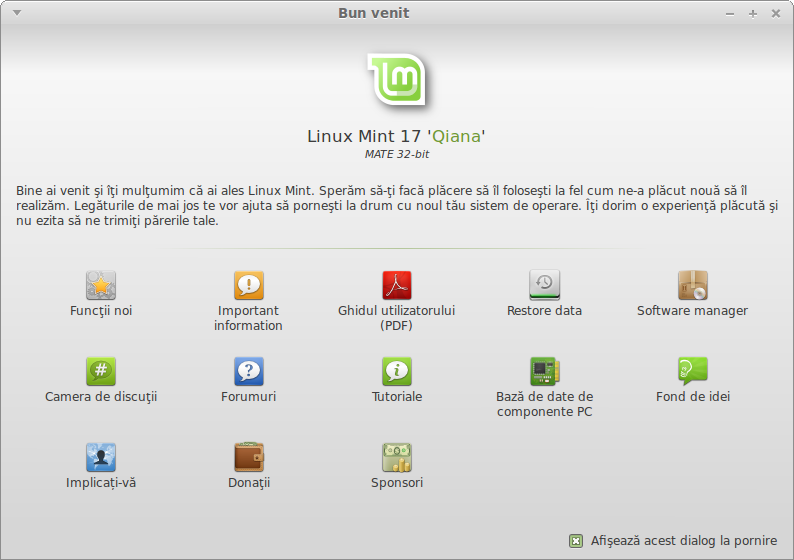 Bun venit
Linux Mint 17 'Qiana'
MATE 32-bit
Bine ai venit şi îţi mulţumim că ai ales Linux Mint. Sperăm să-ţi facă plăcere să îl foloseşti la fel cum ne-a plăcut nouă să îl
realizăm. Legăturile de mai jos te vor ajuta să porneşti la drum cu noul tău sistem de operare. Îţi dorim o experienţă plăcută şi
nu ezita să ne trimiţi părerile tale.
Funcţii noi
Important
information
Ghidul utilizatorului
(PDF)
Restore data
Software manager
Camera de discuţii
Forumuri
Tutoriale
Bază de date de
componente PC
Fond de idei
Implicaţi-vă
Donaţii
Sponsori
Afişează acest dialog la pornire